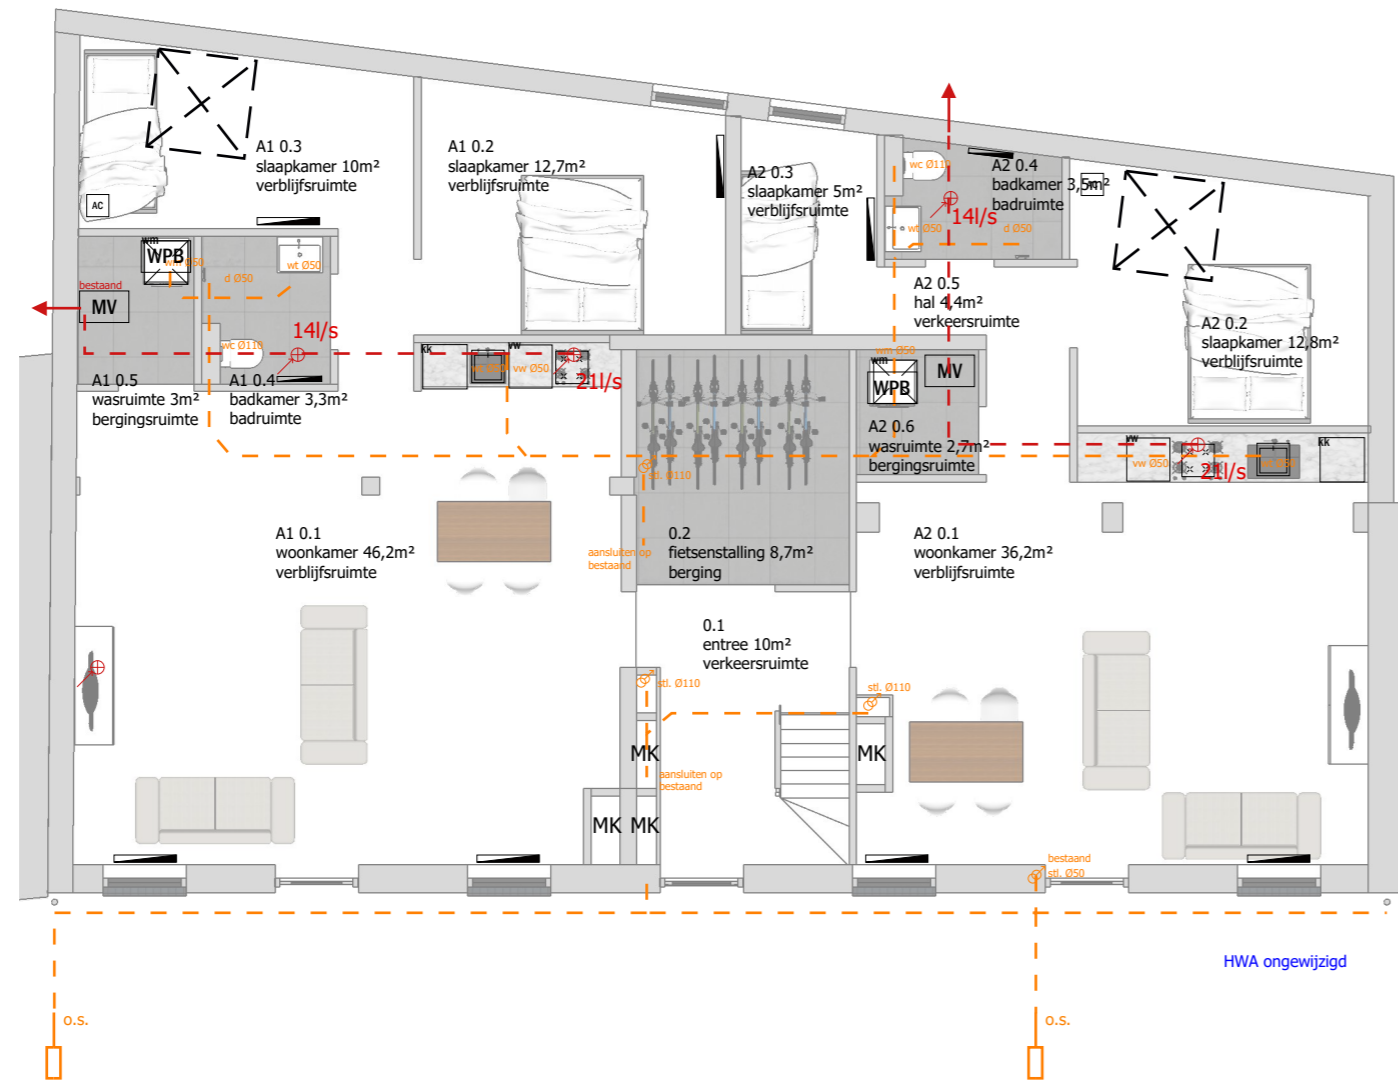 A1 0.3
slaapkamer 10m²
verblijfsruimte
A1 0.2
slaapkamer 12,7m²
verblijfsruimte
A2 0.3
slaapkamer 5m²
verblijfsruimte
wc Ø110
A2 0.4
badkamer 3,5m²
badruimte
14l/s
wt Ø50
d Ø50
AC
wm
WPB
wm Ø50
d Ø50
wt Ø50
bestaand
MV
14l/s
wc Ø110
A1 0.5
wasruimte 3m²
bergingsruimte
A1 0.4
badkamer 3,3m²
badruimte
kk
vw
vw Ø50
21l/s
A2 0.5
hal 4,4m²
verkeersruimte
A2 0.2
slaapkamer 12,8m²
verblijfsruimte
wm Ø50
WPB
MV
A2 0.6
wasruimte 2,7m²
bergingsruimte
vw
vw Ø50
21l/s
kk
stl. Ø110
A1 0.1
woonkamer 46,2m²
verblijfsruimte
aansluiten op
bestaand
0.2
fietsenstalling 8,7m²
berging
A2 0.1
woonkamer 36,2m²
verblijfsruimte
0.1
entree 10m²
verkeersruimte
stl. Ø110
stl. Ø110
MK
MK
aansluiten op
bestaand
MK
MK
bestaand
stl. Ø50
HWA ongewijzigd
o.s.
o.s.